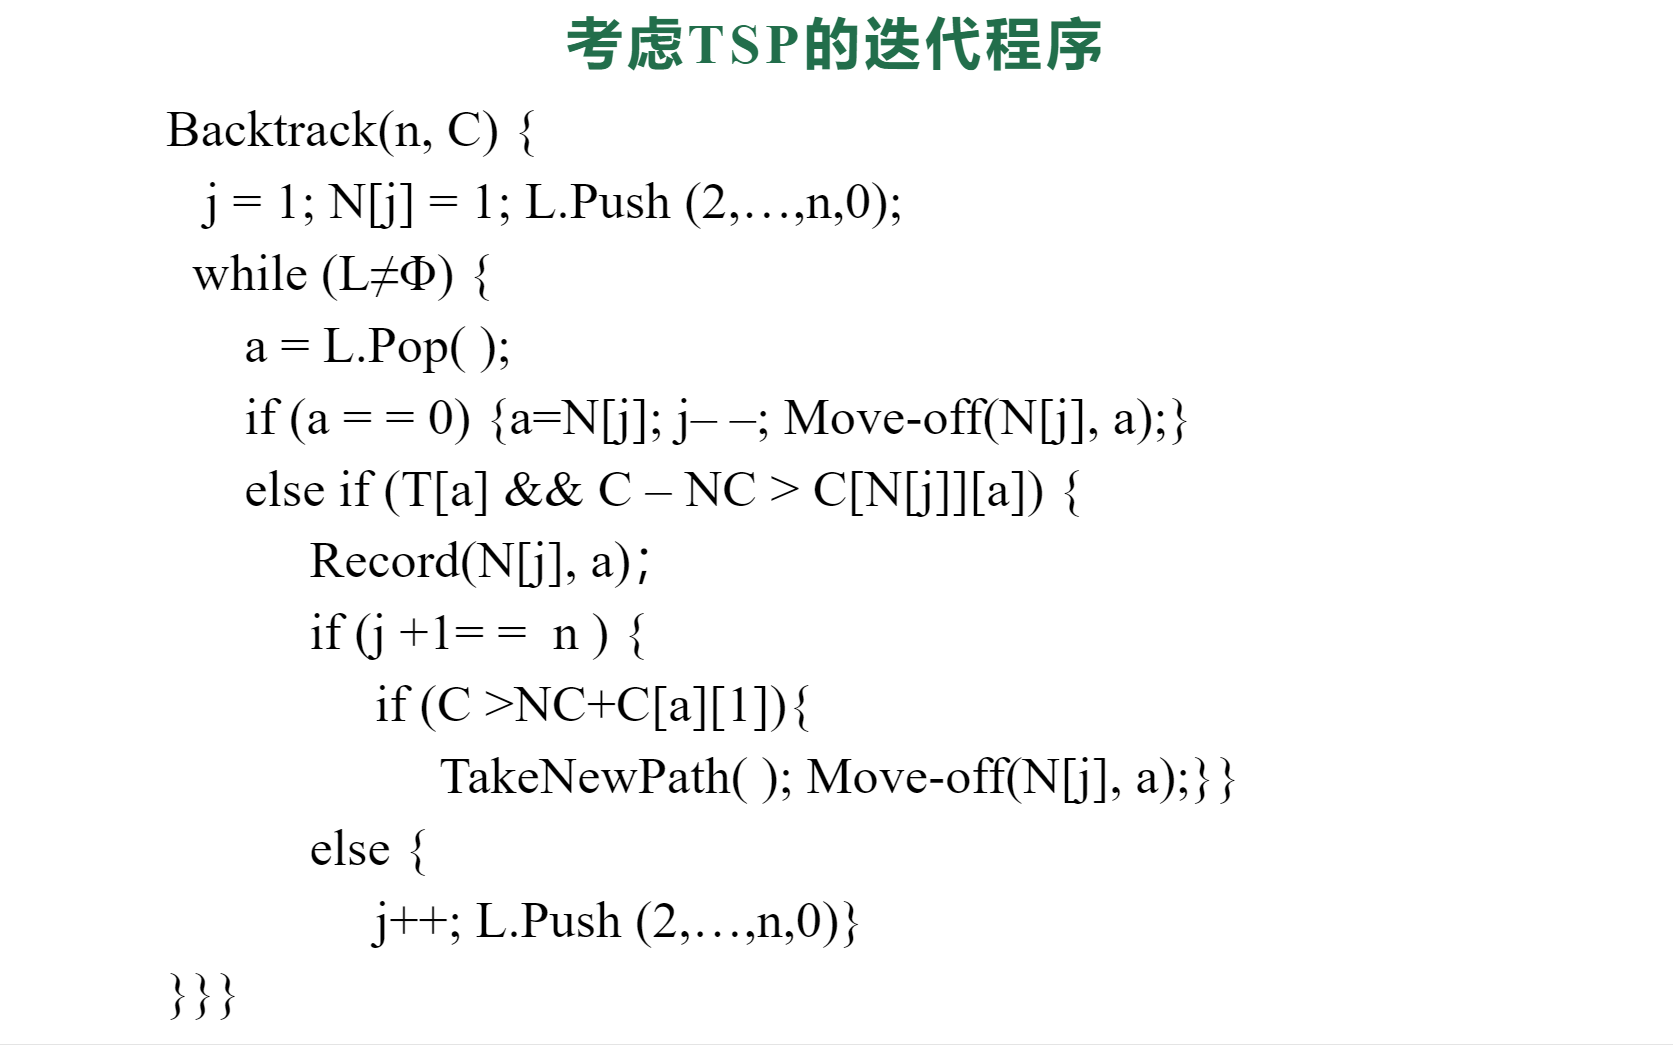 考虑TSP的迭代程序
Backtrack(n, C) {
j = 1; N[j] = 1; L.Push (2,…,n,0);
while (L≠Φ) {
a = L.Pop( );
if (a = = 0) {a=N[j]; j– –; Move-off(N[j], a);}
else if (T[a] && C – NC > C[N[j]][a]) {
Record(N[j], a);
if (j +1= = n ) {
if (C >NC+C[a][1]){
TakeNewPath( ); Move-off(N[j], a);}}
else {
j++; L.Push (2,…,n,0)}
}}}